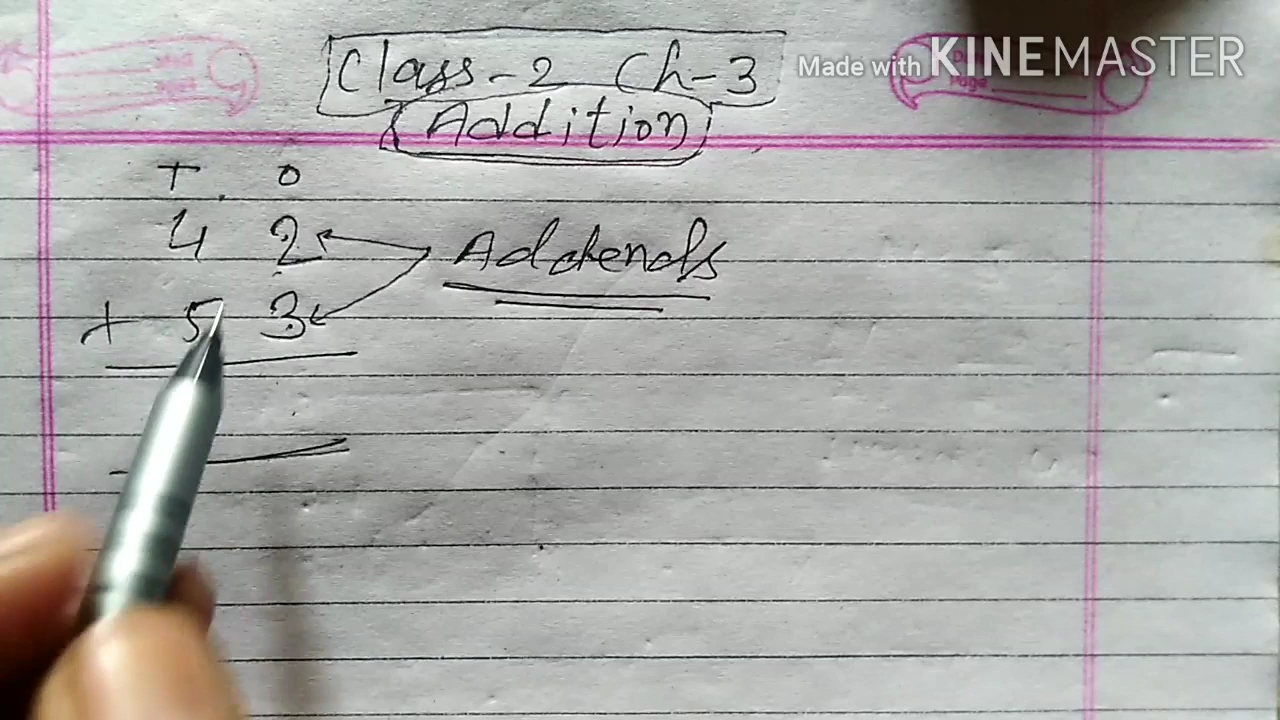 Class-2 Ch-3
Made with KINEMASTER
Addition
T O
4 2
Addends
+ 5 3